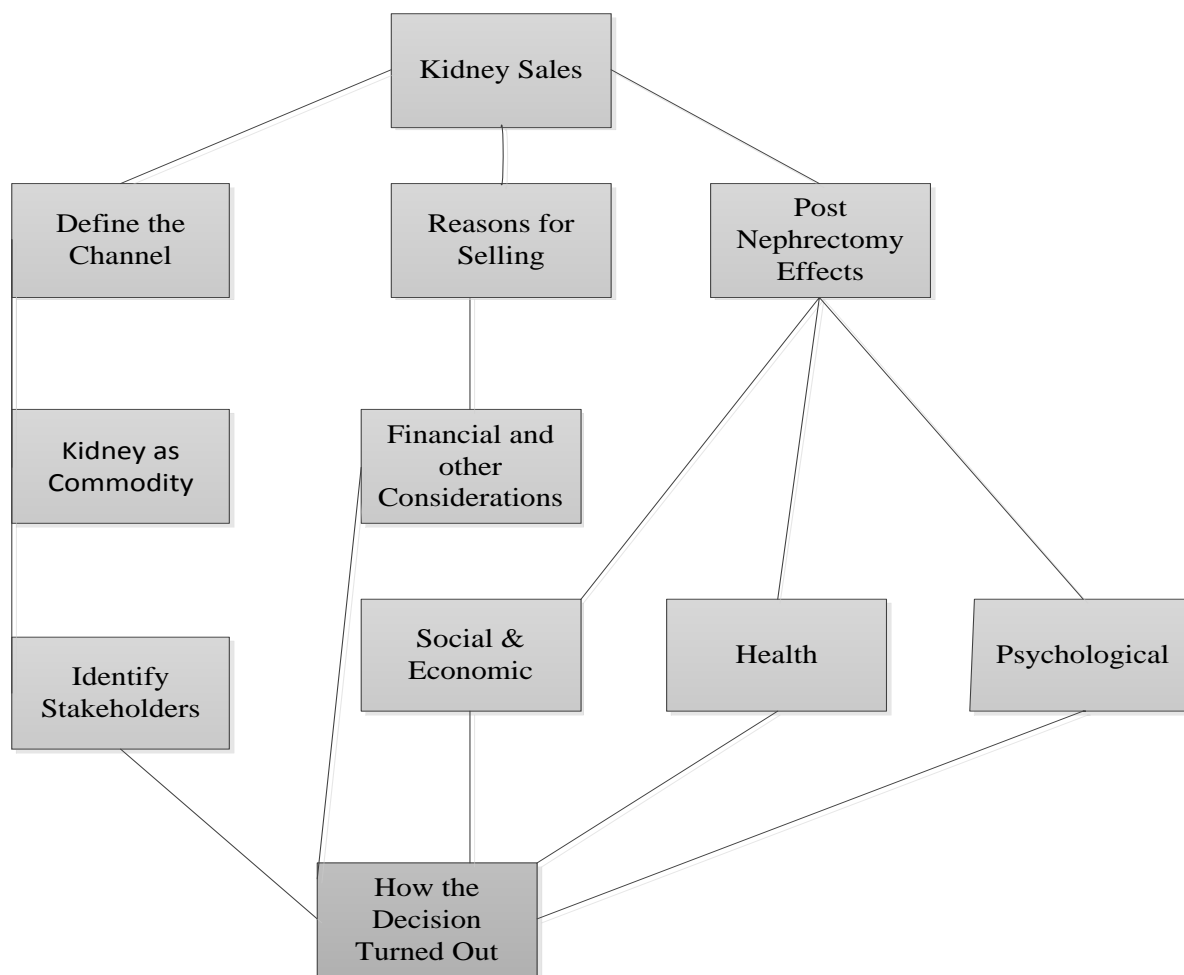 Kidney Sales
Define the
Channel
Reasons for
Selling
Post
Nephrectomy
Effects
Kidney as
Commodity
Financial and
other
Considerations
Social &
Economic
Health
Psychological
Identify
Stakeholders
How the
Decision
Turned Out